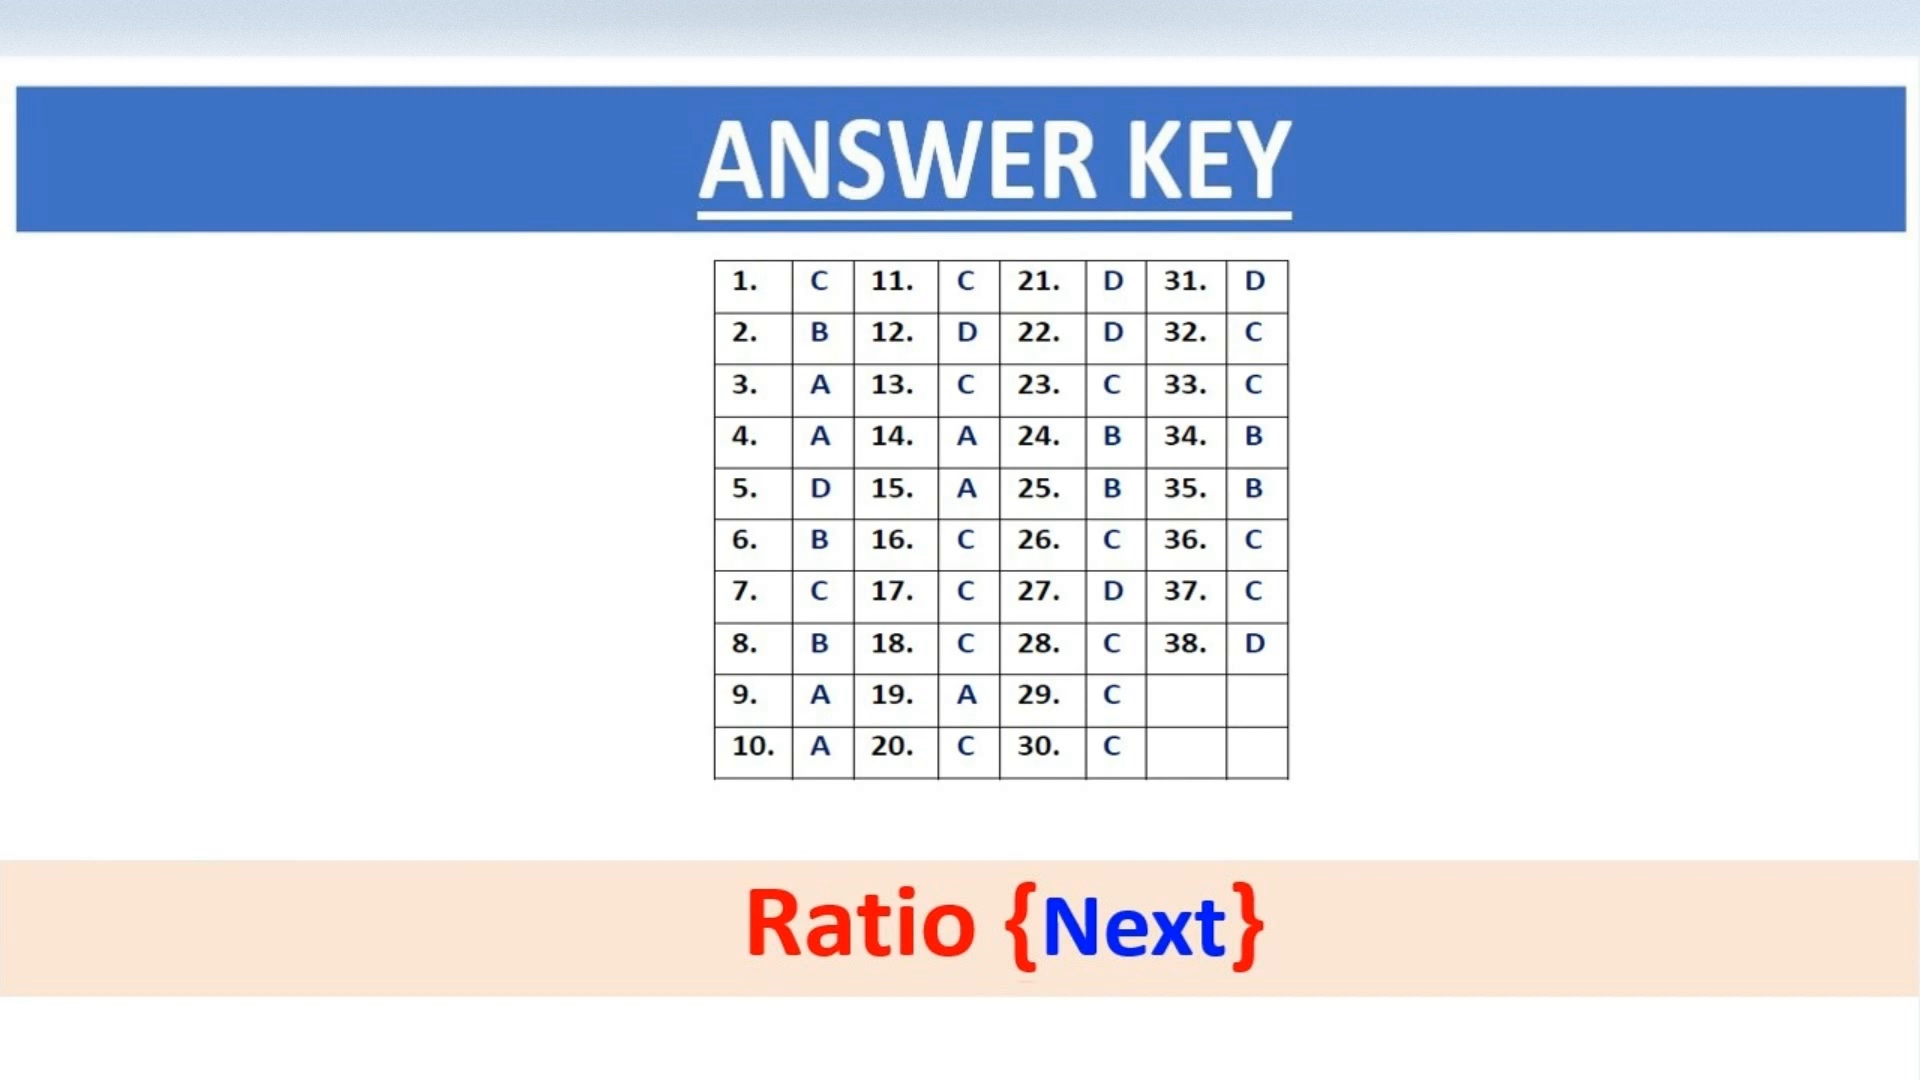 ANSWER KEY
1. C 11. C 21. D 31. D
2. B 12. D 22. D 32. C
3. A 13. C 23. C 33. C
4. A 14. A 24. B 34. B
5. D 15. A 25. B 35. B
6. B 16. C 26. C 36. C
7. C 17. C 27. D 37. C
8. B 18. C 28. C 38. D
9. A 19. A 29. C
10. A 20. C 30. C
Ratio {Next}